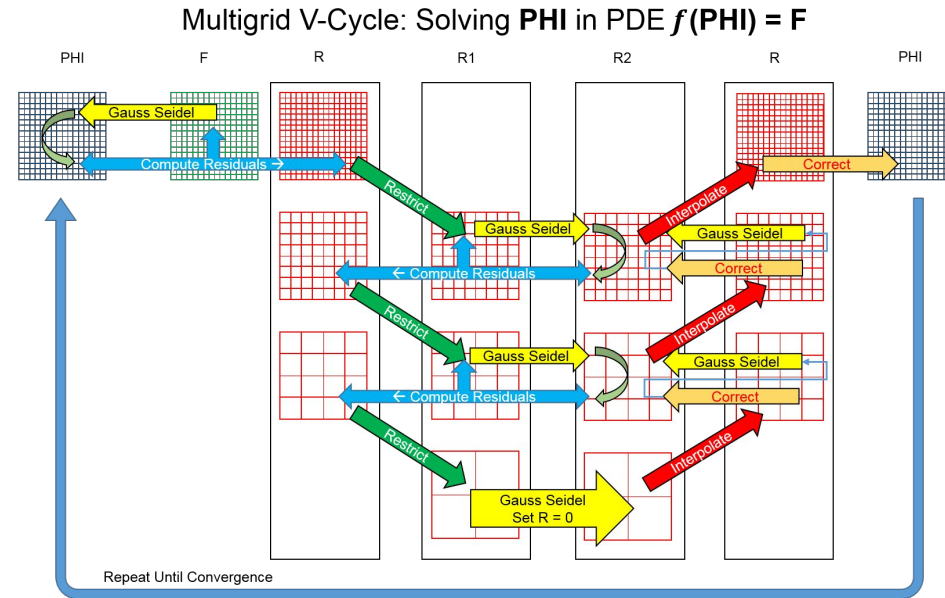 Multigrid V-Cycle: Solving PHI in PDE f(PHI) = F
PHI
F
R
R1
R2
R
PHI
Gauss Seidel
Compute Residuals →
Correct
Restrict
Interpolate
Gauss Seidel
Gauss Seidel
← Compute Residuals
Correct
Restrict
Interpolate
Gauss Seidel
Gauss Seidel
← Compute Residuals
Correct
Restrict
Interpolate
Gauss Seidel
Set R = 0
Repeat Until Convergence